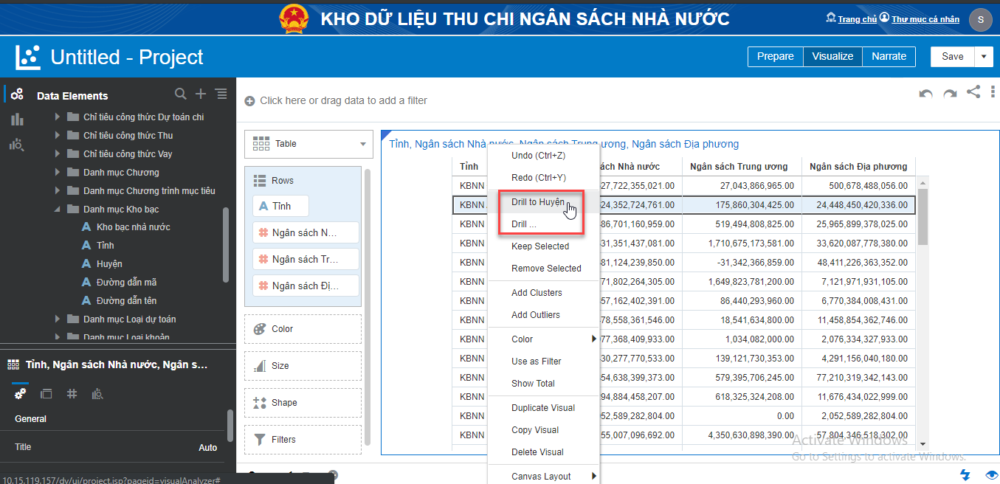 KHO DỮ LIỆU THU CHI NGÂN SÁCH NHÀ NƯỚC
Trang chủ Thư mục cá nhân S
Untitled - Project
Prepare Visualize Narrate Save
Data Elements
Chỉ tiêu công thức Dự toán chi
Chỉ tiêu công thức Thu
Chỉ tiêu công thức Vay
Danh mục Chương
Danh mục Chương trình mục tiêu
Danh mục Kho bạc
A Kho bạc nhà nước
A Tỉnh
A Huyện
A Đường dẫn mã
A Đường dẫn tên
Danh mục Loại dự toán
Danh mục Loại khoản
Tỉnh, Ngân sách Nhà nước, Ngân s...
General
Title Auto
10.15.119.157/dv/ui/project.jsp?pageid=visualAnalyzer#
Click here or drag data to add a filter
Table
Rows
A Tỉnh
# Ngân sách N...
# Ngân sách Tr...
# Ngân sách Đị...
Color
Size
Shape
Filters
Tỉnh, Ngân sách Nhà nước, Ngân sách Trung ương, Ngân sách Địa phương
Tỉnh ách Nhà nước Ngân sách Trung ương Ngân sách Địa phương
KBNN 27,722,355,021.00 27,043,866,965.00 500,678,488,056.00
KBNN 24,352,724,761.00 175,860,304,425.00 24,448,450,420,336.00
KBNN 86,701,160,959.00 519,494,808,825.00 25,965,899,378,025.00
KBNN 31,351,437,081.00 1,710,675,173,581.00 33,620,087,778,380.00
KBNN 81,124,239,850.00 -31,342,366,859.00 48,411,226,363,352.00
KBNN 71,802,264,305.00 1,649,823,781,200.00 7,121,971,931,105.00
KBNN 57,162,402,391.00 86,440,293,960.00 6,770,384,008,431.00
KBNN 78,558,361,546.00 18,541,634,800.00 11,458,854,362,746.00
KBNN 77,368,409,933.00 1,034,082,000.00 2,076,334,327,933.00
KBNN 30,277,770,533.00 139,121,730,353.00 4,291,156,040,180.00
KBNN 54,638,399,373.00 579,395,706,245.00 77,210,319,342,143.00
KBNN 94,884,458,207.00 618,325,324,208.00 11,676,434,022,999.00
KBNN 52,589,282,804.00 0.00 2,052,589,282,804.00
KBNN 55,007,096,692.00 4,350,630,898,390.00 57,804,346,518,302.00
Undo (Ctrl+Z)
Redo (Ctrl+Y)
Drill to Huyện
Drill ...
Keep Selected
Remove Selected
Add Clusters
Add Outliers
Color
Use as Filter
Show Total
Duplicate Visual
Copy Visual
Delete Visual
Canvas Layout
Activate Windows
Go to Settings to activate Windows.